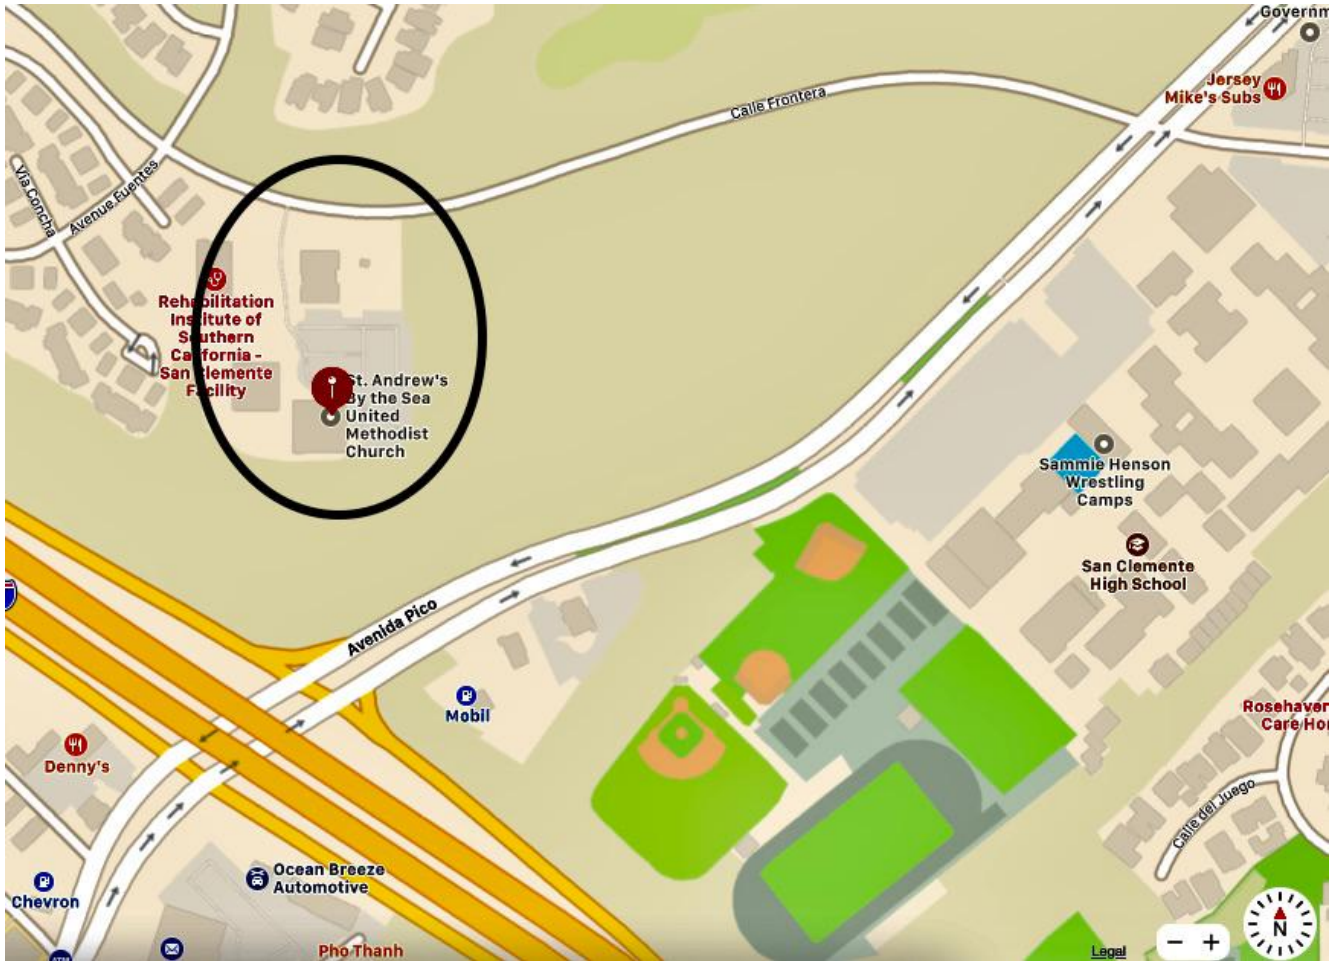 Governm
Jersey
Mike's Subs
Calle Frontera
Via Concha
Avenue Fuentes
Rehabilitation
Institute of
Southern
California -
San Clemente
Facility
St. Andrew's
By the Sea
United
Methodist
Church
Sammie Henson
Wrestling
Camps
San Clemente
High School
Avenida Pico
Mobil
Rosehaven
Care Ho
Denny's
Calle del Juego
Ocean Breeze
Automotive
Chevron
Pho Thanh
Legal
− +
N